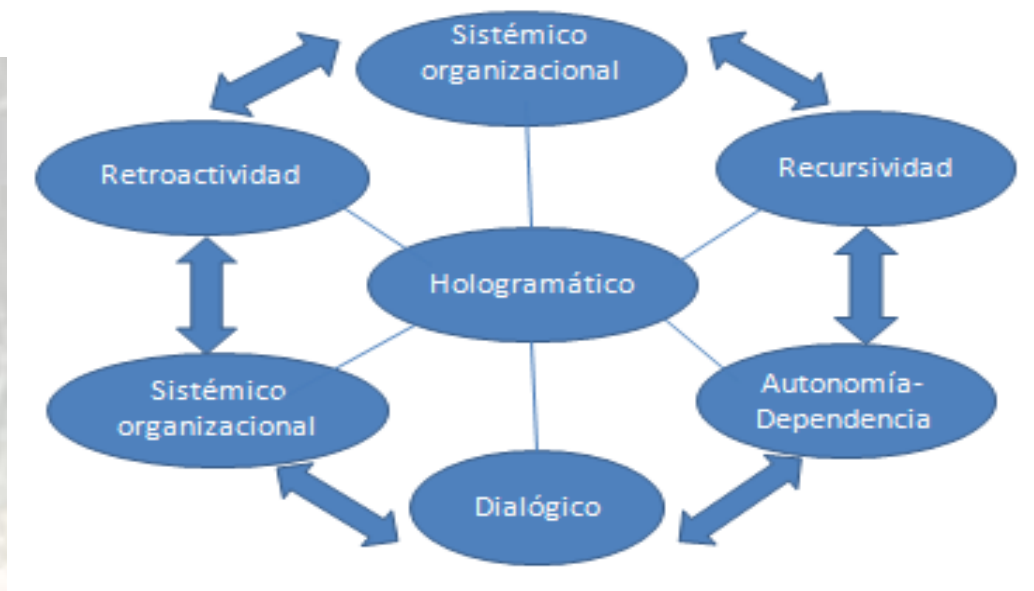 Sistémico
organizacional
Retroactividad
Recursividad
Hologramático
Sistémico
organizacional
Autonomía-
Dependencia
Dialógico